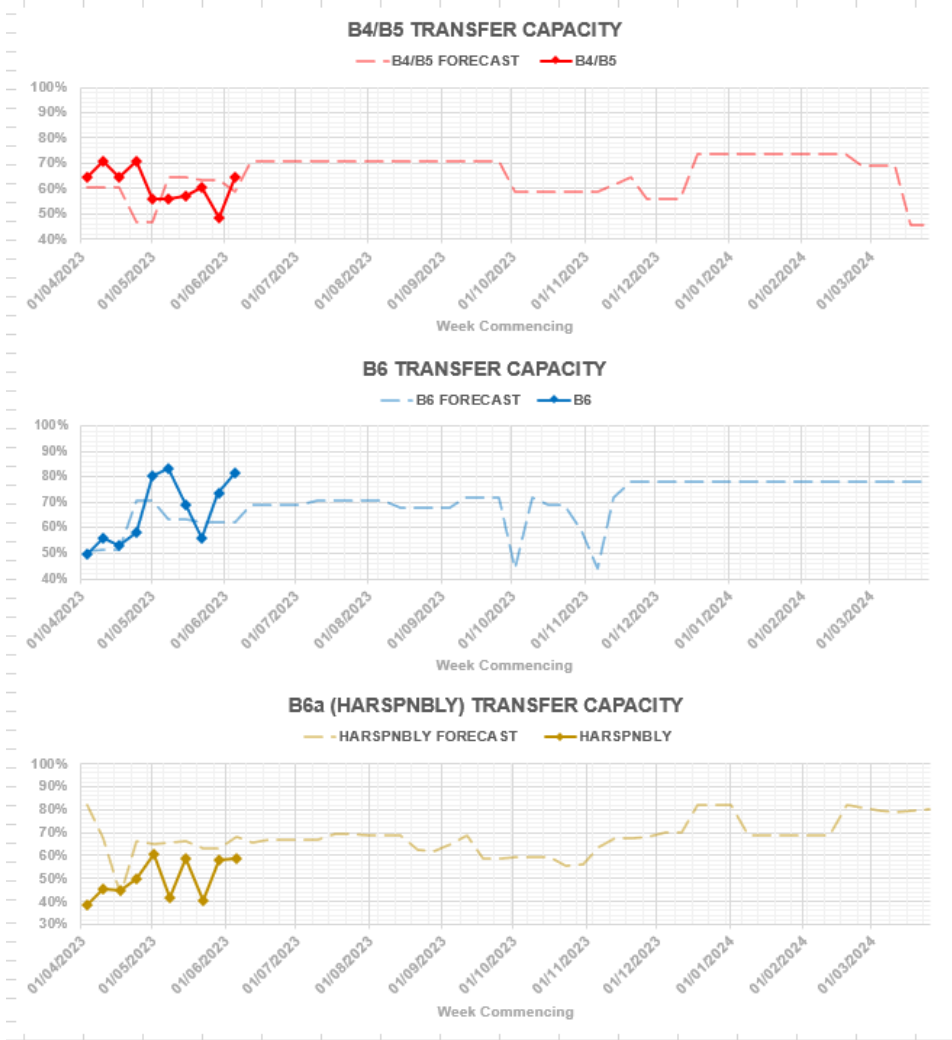 B4/B5 TRANSFER CAPACITY
B4/B5 FORECAST B4/B5
100%
90%
80%
70%
60%
50%
40%
01/04/2023 01/05/2023 01/06/2023 01/07/2023 01/08/2023 01/09/2023 01/10/2023 01/11/2023 01/12/2023 01/01/2024 01/02/2024 01/03/2024
Week Commencing
B6 TRANSFER CAPACITY
B6 FORECAST B6
100%
90%
80%
70%
60%
50%
40%
01/04/2023 01/05/2023 01/06/2023 01/07/2023 01/08/2023 01/09/2023 01/10/2023 01/11/2023 01/12/2023 01/01/2024 01/02/2024 01/03/2024
Week Commencing
B6a (HARSPNBLY) TRANSFER CAPACITY
HARSPNBLY FORECAST HARSPNBLY
100%
90%
80%
70%
60%
50%
40%
30%
01/04/2023 01/05/2023 01/06/2023 01/07/2023 01/08/2023 01/09/2023 01/10/2023 01/11/2023 01/12/2023 01/01/2024 01/02/2024 01/03/2024
Week Commencing